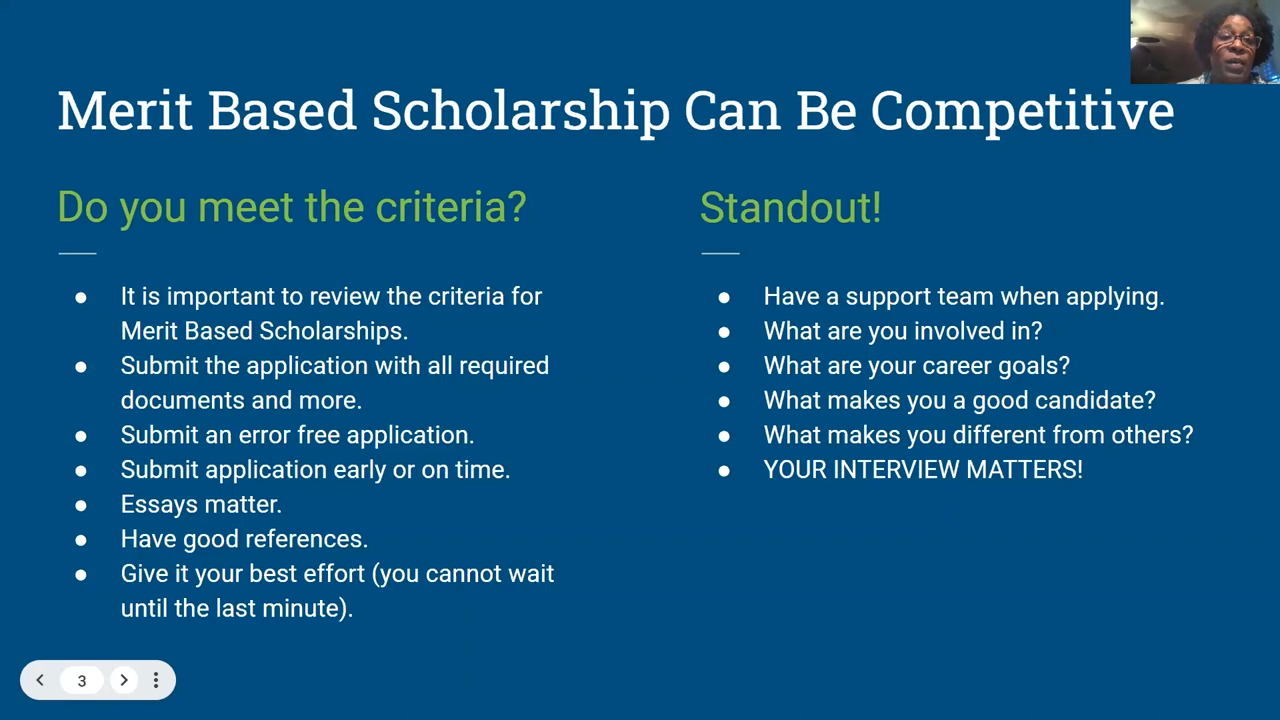 Merit Based Scholarship Can Be Competitive
Do you meet the criteria?
● It is important to review the criteria for
Merit Based Scholarships.
● Submit the application with all required
documents and more.
● Submit an error free application.
● Submit application early or on time.
● Essays matter.
● Have good references.
● Give it your best effort (you cannot wait
until the last minute).
Standout!
● Have a support team when applying.
● What are you involved in?
● What are your career goals?
● What makes you a good candidate?
● What makes you different from others?
● YOUR INTERVIEW MATTERS!
3